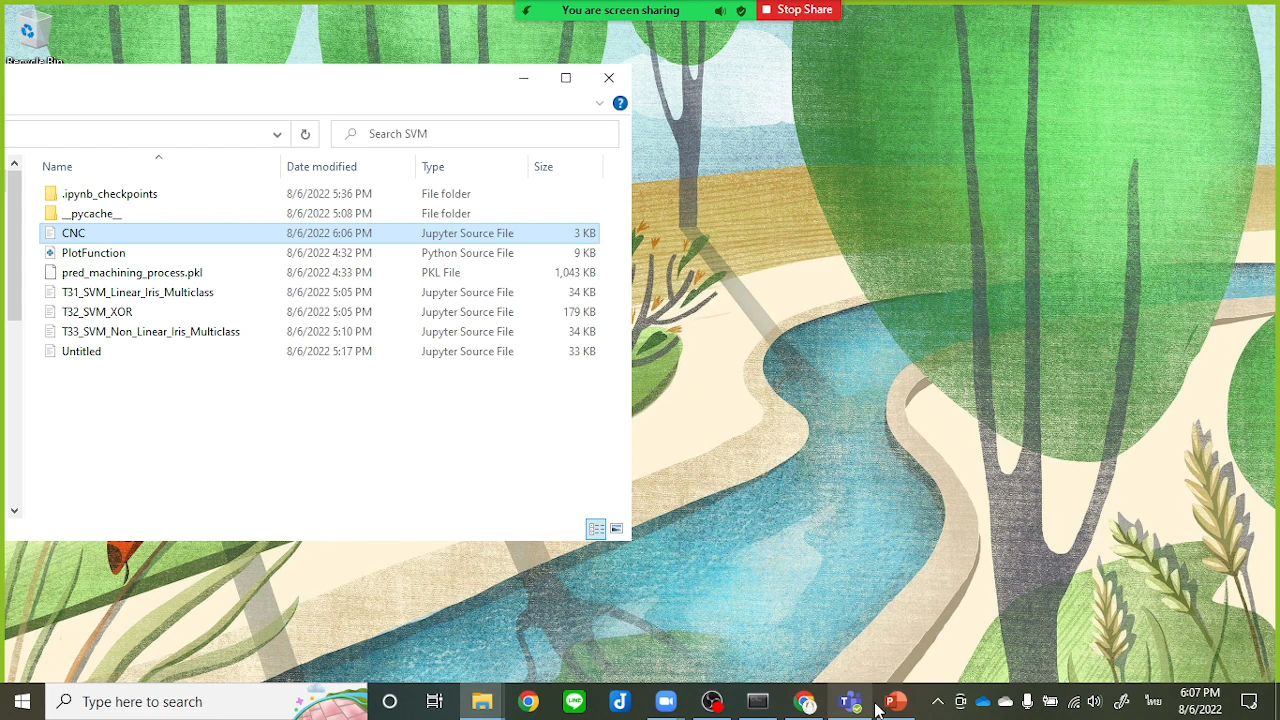 You are screen sharing
Stop Share
Recycle Bin
Search SVM
Name Date modified Type Size
.ipynb_checkpoints 8/6/2022 5:36 PM File folder
__pycache__ 8/6/2022 5:08 PM File folder
CNC 8/6/2022 6:06 PM Jupyter Source File 3 KB
PlotFunction 8/6/2022 4:32 PM Python Source File 9 KB
pred_machining_process.pkl 8/6/2022 4:33 PM PKL File 1,043 KB
T31_SVM_Linear_Iris_Multiclass 8/6/2022 5:05 PM Jupyter Source File 34 KB
T32_SVM_XOR 8/6/2022 5:05 PM Jupyter Source File 179 KB
T33_SVM_Non_Linear_Iris_Multiclass 8/6/2022 5:10 PM Jupyter Source File 34 KB
Untitled 8/6/2022 5:17 PM Jupyter Source File 33 KB
Type here to search
6:07 PM
8/6/2022